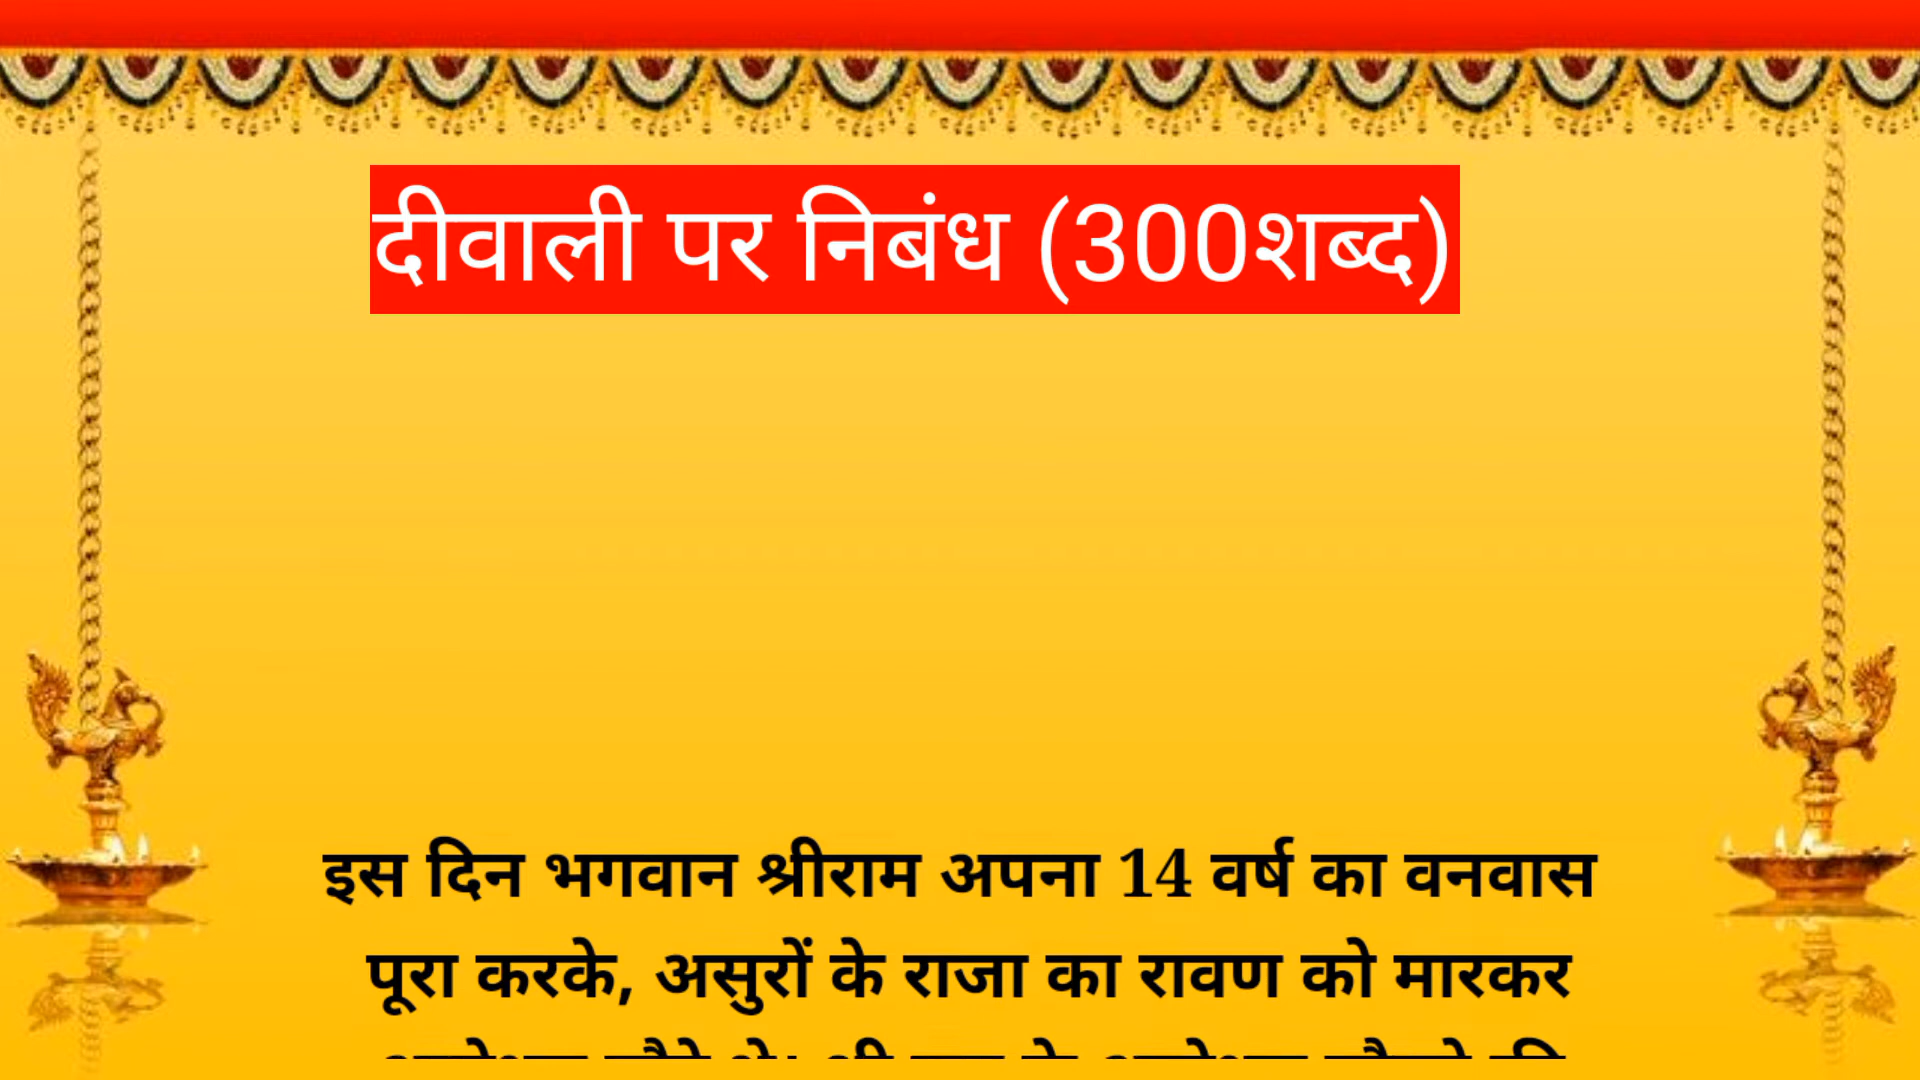 दीवाली पर निबंध (300शब्द)
इस दिन भगवान श्रीराम अपना 14 वर्ष का वनवास
पूरा करके, असुरों के राजा का रावण को मारकर